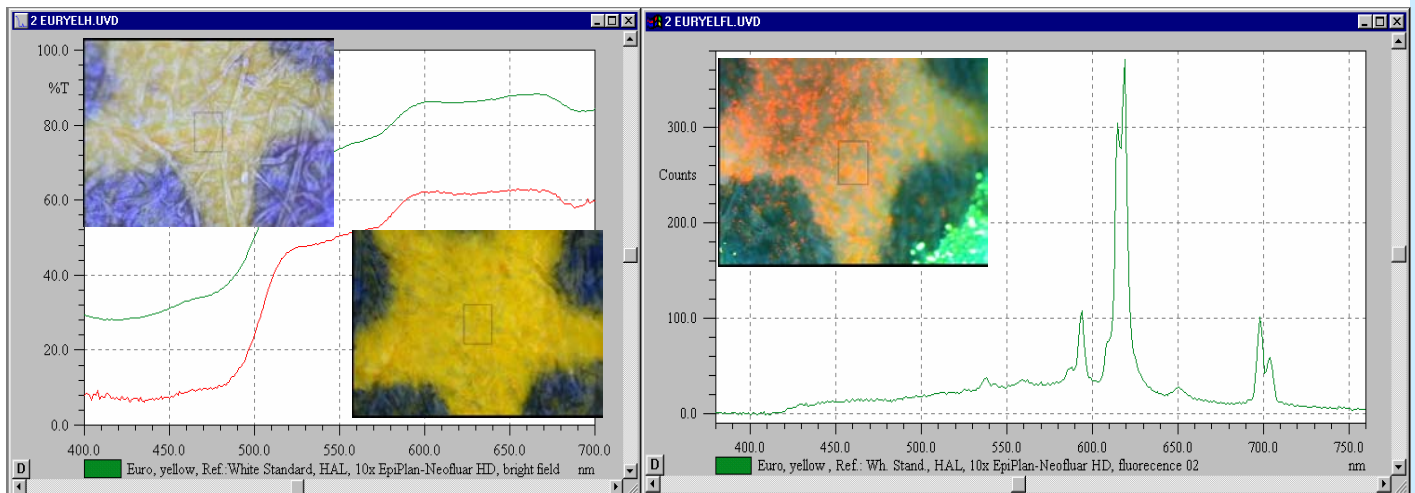 2 EURYELH.UVD
100.0
%T
80.0
60.0
40.0
20.0
0.0
400.0 450.0 500.0 550.0 600.0 650.0 700.0
D Euro, yellow, Ref.:White Standard, HAL, 10x EpiPlan-Neofluar HD, bright field nm
2 EURYELFL.UVD
300.0
Counts
200.0
100.0
0.0
400.0 450.0 500.0 550.0 600.0 650.0 700.0 750.0
D Euro, yellow , Ref.: Wh. Stand., HAL, 10x EpiPlan-Neofluar HD, fluorecence 02 nm